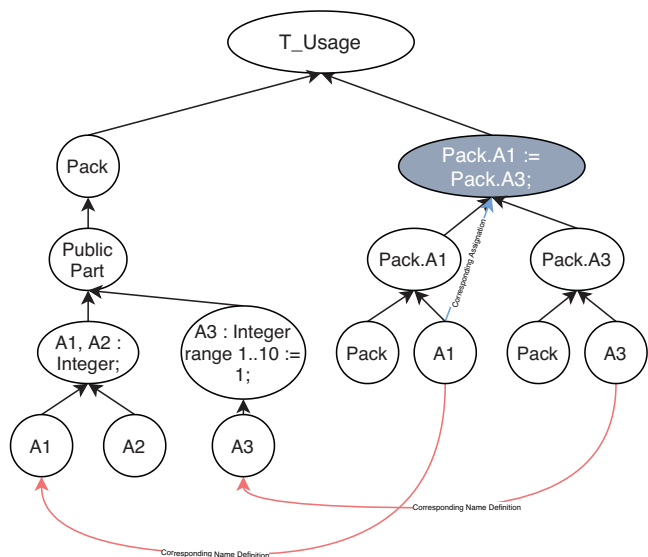 T_Usage
Pack
Pack.A1 :=
Pack.A3;
Public
Part
Pack.A1
Pack.A3
Corresponding Assignation
A1, A2 :
Integer;
A3 : Integer
range 1..10 :=
1;
Pack
A1
Pack
A3
A1
A2
A3
Corresponding Name Definition
Corresponding Name Definition